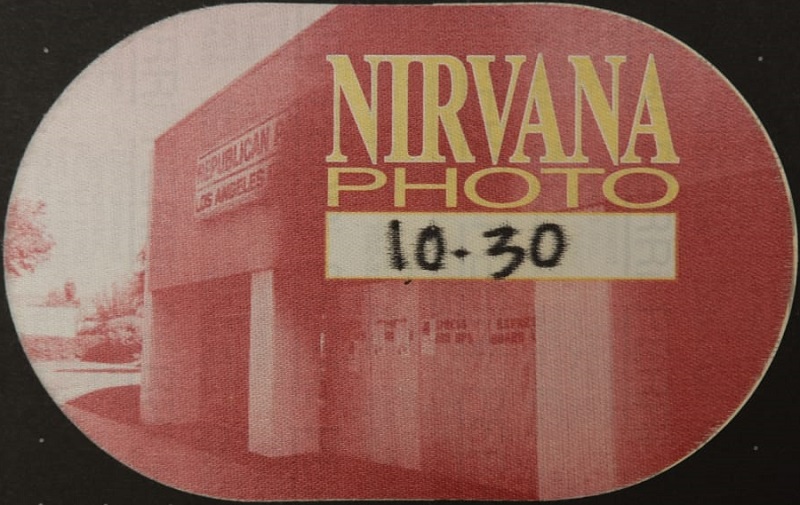 NIRVANA
PHOTO
10-30
REPUBLICAN
LOS ANGELES